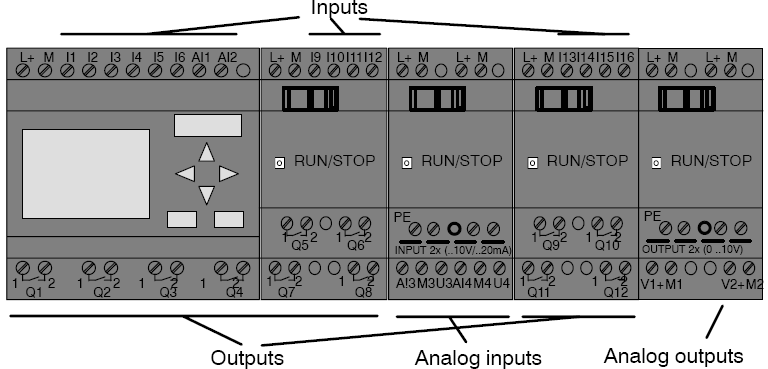 Inputs
L+ M I1 I2 I3 I4 I5 I6 AI1 AI2 L+ M I9 I10 I11 I12 L+ M L+ M L+ M I13 I14 I15 I16 L+ M L+ M
RUN/STOP RUN/STOP RUN/STOP RUN/STOP
PE PE
1 2 1 2 1 2 1 2
Q5 Q6 INPUT 2x (..10V/..20mA) Q9 Q10 OUTPUT 2x (0 ..10V)
1 2 1 2 1 2 1 2 1 2 1 2 AI3 M3 U3 AI4 M4 U4 1 2 1 2 V1+ M1 V2+ M2
Q1 Q2 Q3 Q4 Q7 Q8 Q11 Q12
Outputs Analog inputs Analog outputs